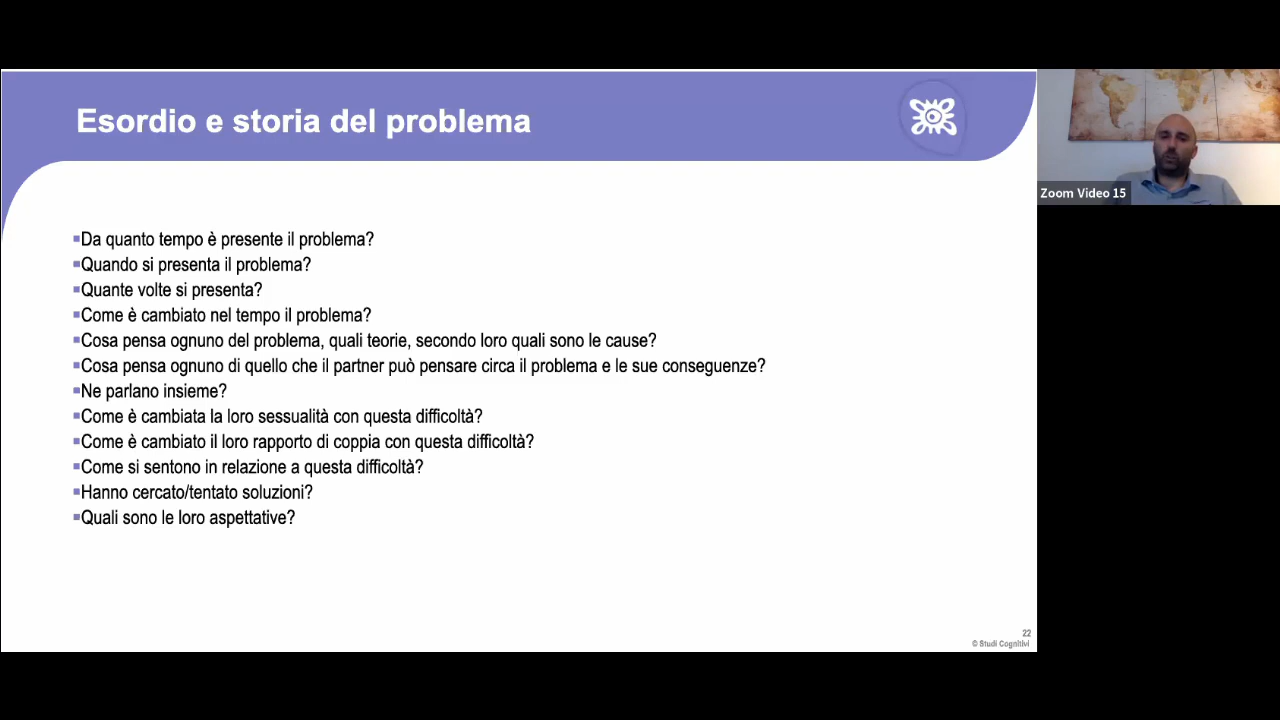 Esordio e storia del problema
Zoom Video 15
▪Da quanto tempo è presente il problema?
▪Quando si presenta il problema?
▪Quante volte si presenta?
▪Come è cambiato nel tempo il problema?
▪Cosa pensa ognuno del problema, quali teorie, secondo loro quali sono le cause?
▪Cosa pensa ognuno di quello che il partner può pensare circa il problema e le sue conseguenze?
▪Ne parlano insieme?
▪Come è cambiata la loro sessualità con questa difficoltà?
▪Come è cambiato il loro rapporto di coppia con questa difficoltà?
▪Come si sentono in relazione a questa difficoltà?
▪Hanno cercato/tentato soluzioni?
▪Quali sono le loro aspettative?
22
© Studi Cognitivi